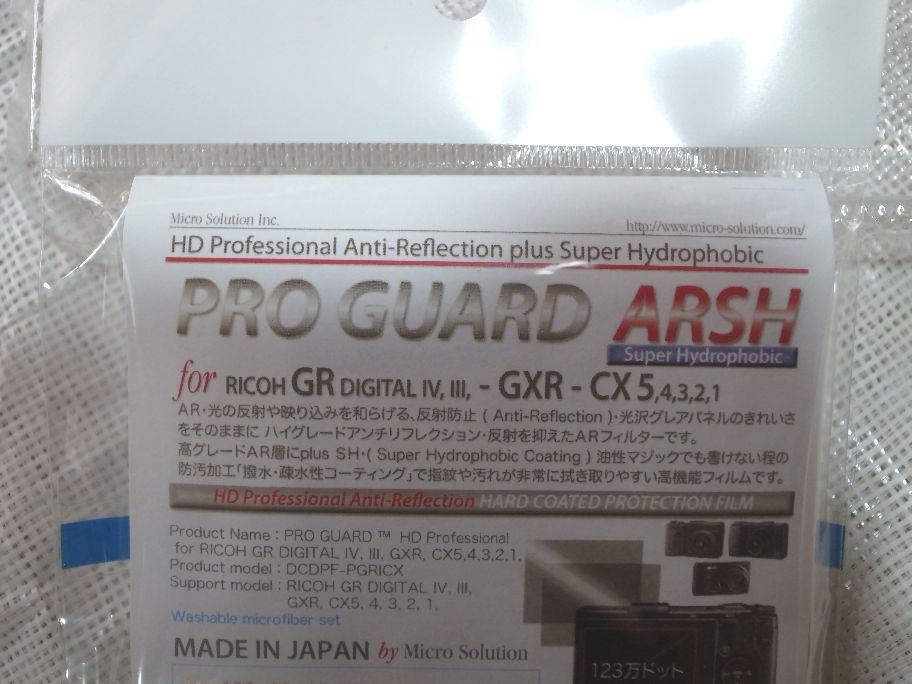 Micro Solution Inc.
http://www.micro-solution.com/
HD Professional Anti-Reflection plus Super Hydrophobic
PRO GUARD ARSH
Super Hydrophobic
for RICOH GR DIGITAL IV, III, - GXR - CX5,4,3,2,1
AR・光の反射や映り込みを和らげる、反射防止 ( Anti-Reflection )・光沢グレアパネルのきれいさ
をそのままに ハイグレードアンチリフレクション・反射を抑えたARフィルターです。
高グレードAR層にplus SH・( Super Hydrophobic Coating ) 油性マジックでも書けない程の
防汚加工「撥水・疎水性コーティング」で指紋や汚れが非常に拭き取りやすい高機能フィルムです。
HD Professional Anti-Reflection HARD COATED PROTECTION FILM
Product Name : PRO GUARD ™ HD Professional
for RICOH GR DIGITAL IV, III, GXR, CX5,4,3,2,1,
Product model : DCDPF-PGRICX
Support model : RICOH GR DIGITAL IV, III,
GXR, CX5, 4, 3, 2, 1,
Washable microfiber set
MADE IN JAPAN by Micro Solution
123万ドット